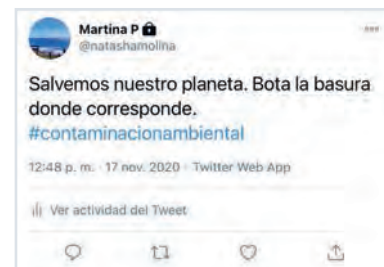 Martina P
@natashamolina
Salvemos nuestro planeta. Bota la basura
donde corresponde.
#contaminacionambiental
12:48 p. m. · 17 nov. 2020 · Twitter Web App
Ver actividad del Tweet